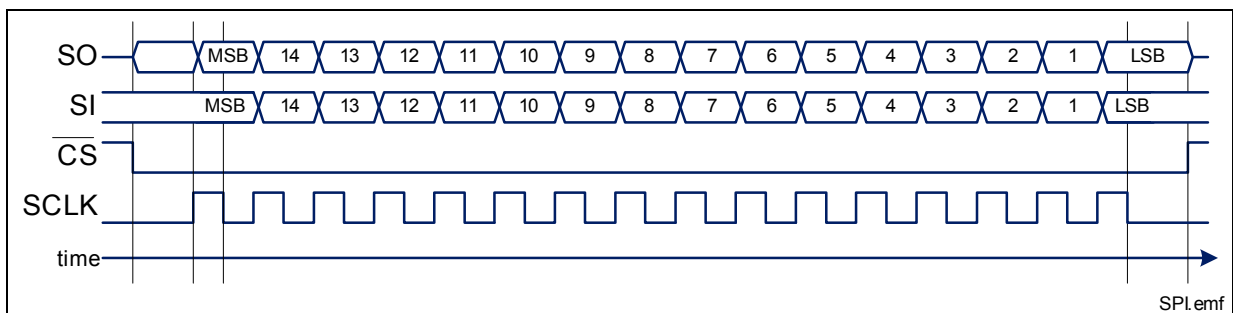 SO MSB 14 13 12 11 10 9 8 7 6 5 4 3 2 1 LSB
SI MSB 14 13 12 11 10 9 8 7 6 5 4 3 2 1 LSB
CS
SCLK
time
SPI.emf